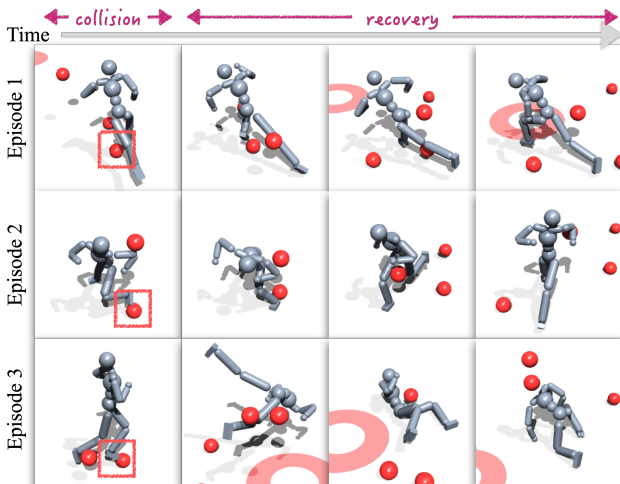 collision recovery
Time
Episode 1
Episode 2
Episode 3